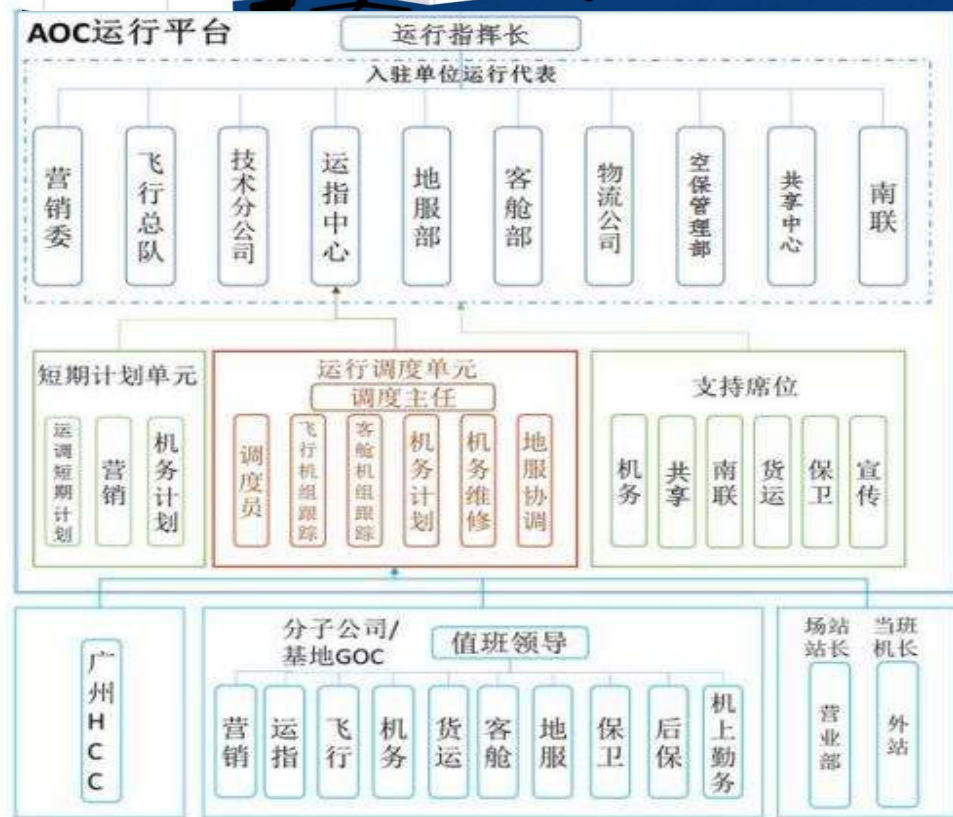 AOC运行平台
运行指挥长
入驻单位运行代表
营销委
飞行总队
技术分公司
运指中心
地服部
客舱部
物流公司
空保管理部
共享中心
南联
短期计划单元
运调短期计划
营销
机务计划
运行调度单元
调度主任
调度员
飞行机组跟踪
客舱机组跟踪
机务计划
机务维修
地服协调
支持席位
机务
共享
南联
货运
保卫
宣传
广州HCC
分子公司/
基地GOC
值班领导
营销
运指
飞行
机务
货运
客舱
地服
保卫
后保
机上勤务
场站
站长
营业部
当班
机长
外站